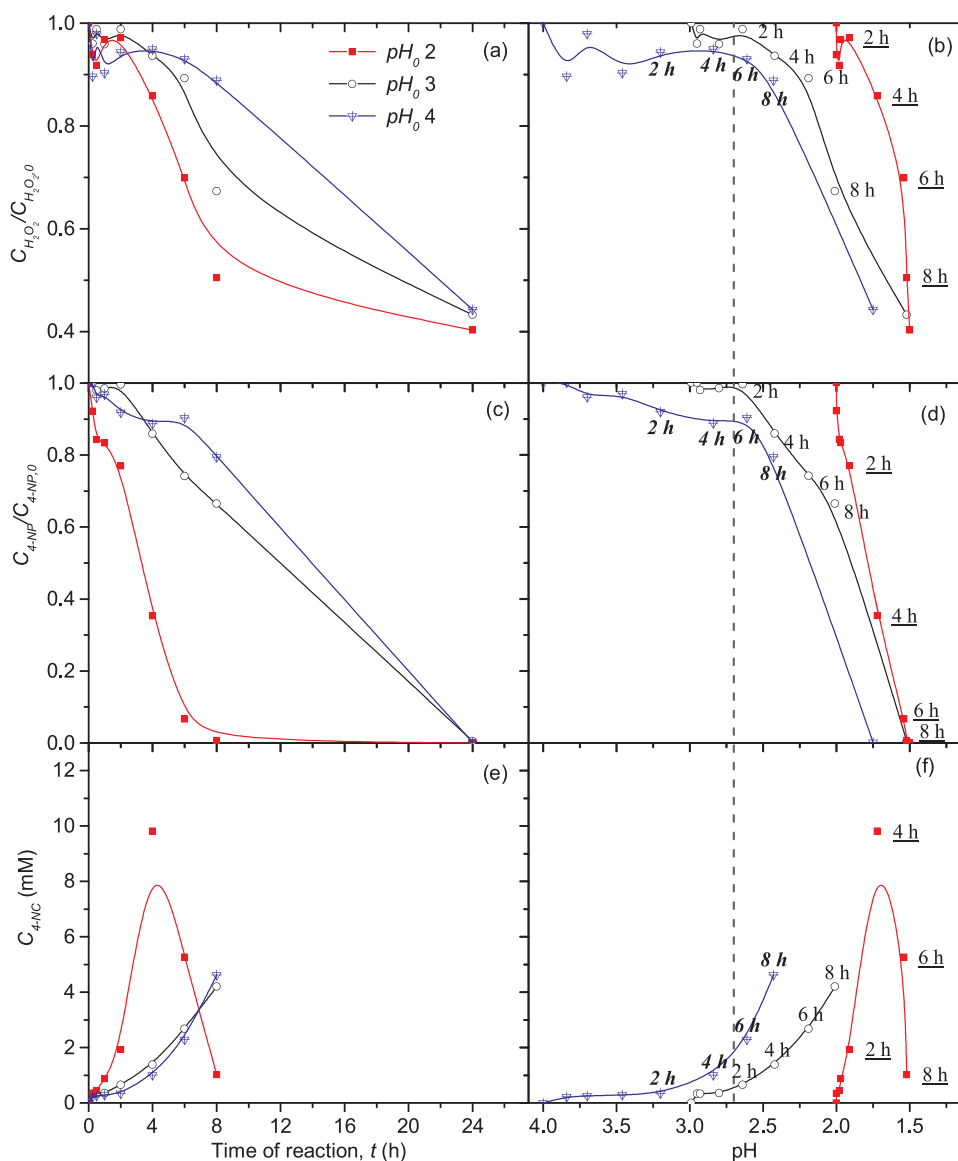 (a)
pH0 2
pH0 3
pH0 4
1.0
0.8
0.6
0.4
CH2O2/CH2O2,0
(b)
2 h
4 h
6 h
8 h
2 h
4 h
6 h
8 h
2 h
4 h
6 h
8 h
(c)
1.0
0.8
0.6
0.4
0.2
0.0
C4-NP/C4-NP,0
(d)
2 h
4 h
6 h
8 h
2 h
4 h
6 h
8 h
2 h
4 h
6 h
8 h
(e)
12
10
8
6
4
2
0
C4-NC (mM)
0 4 8 12 16 20 24
Time of reaction, t (h)
(f)
2 h
4 h
6 h
8 h
2 h
4 h
6 h
8 h
4 h
6 h
2 h
8 h
4.0 3.5 3.0 2.5 2.0 1.5
pH